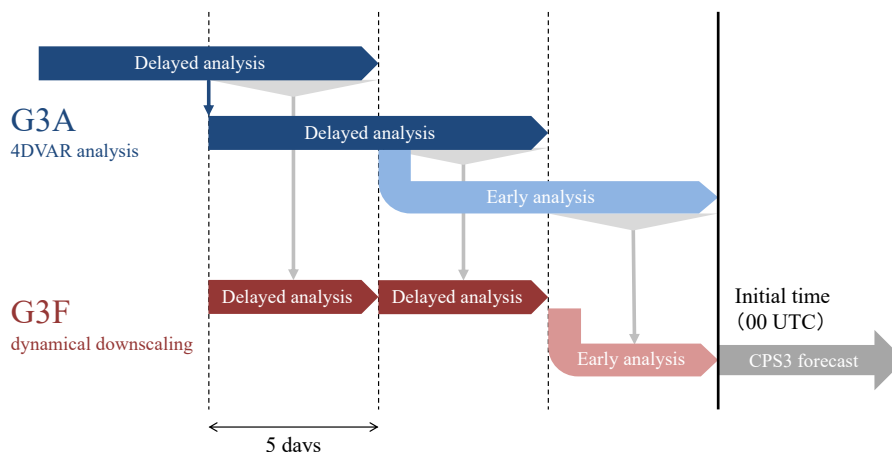 Delayed analysis
G3A
4DVAR analysis
Delayed analysis
Early analysis
G3F
dynamical downscaling
Delayed analysis
Delayed analysis
Early analysis
Initial time
（00 UTC）
CPS3 forecast
5 days